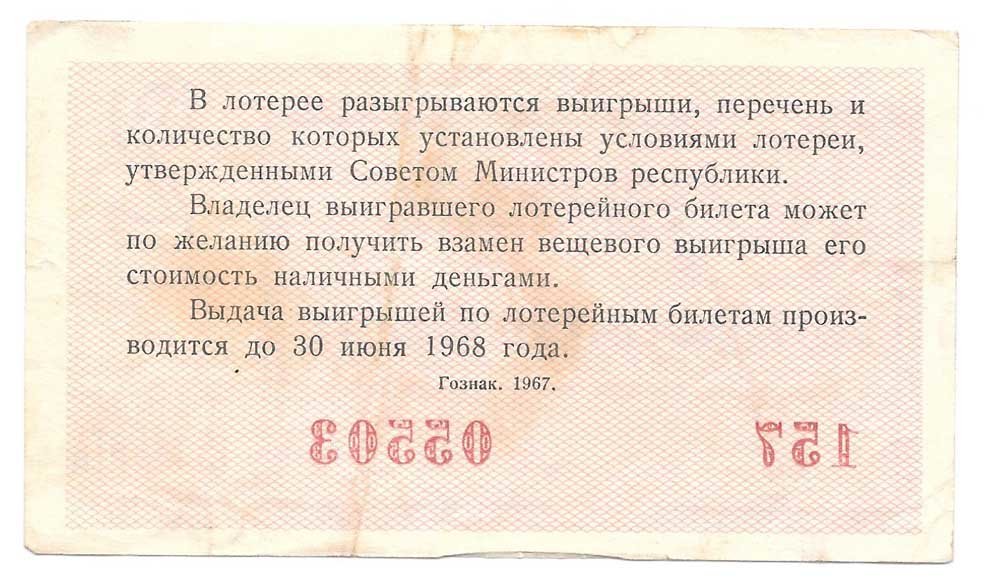 В лотерее разыгрываются выигрыши, перечень и
количество которых установлены условиями лотереи,
утвержденными Советом Министров республики.
Владелец выигравшего лотерейного билета может
по желанию получить взамен вещевого выигрыша его
стоимость наличными деньгами.
Выдача выигрышей по лотерейным билетам произ-
водится до 30 июня 1968 года.
Гознак. 1967.
157 05503